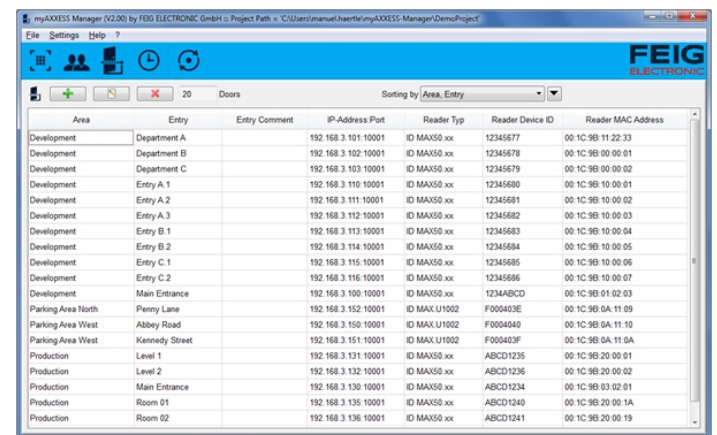 myAXXESS Manager (V2.00) by FEIG ELECTRONIC GmbH :: Project Path = 'C:\Users\manuel.haertle\myAXXESS-Manager\DemoProject'
File Settings Help ?
FEIG
ELECTRONIC
20 Doors Sorting by Area, Entry
Area Entry Entry Comment IP-Address:Port Reader Typ Reader Device ID Reader MAC Address
Development Department A 192.168.3.101:10001 ID MAX50.xx 12345677 00:1C:9B:11:22:33
Development Department B 192.168.3.102:10001 ID MAX50.xx 12345678 00:1C:9B:00:00:01
Development Department C 192.168.3.103:10001 ID MAX50.xx 12345679 00:1C:9B:00:00:02
Development Entry A.1 192.168.3.110:10001 ID MAX50.xx 12345680 00:1C:9B:10:00:01
Development Entry A.2 192.168.3.111:10001 ID MAX50.xx 12345681 00:1C:9B:10:00:02
Development Entry A.3 192.168.3.112:10001 ID MAX50.xx 12345682 00:1C:9B:10:00:03
Development Entry B.1 192.168.3.113:10001 ID MAX50.xx 12345683 00:1C:9B:10:00:04
Development Entry B.2 192.168.3.114:10001 ID MAX50.xx 12345684 00:1C:9B:10:00:05
Development Entry C.1 192.168.3.115:10001 ID MAX50.xx 12345685 00:1C:9B:10:00:06
Development Entry C.2 192.168.3.116:10001 ID MAX50.xx 12345686 00:1C:9B:10:00:07
Development Main Entrance 192.168.3.100:10001 ID MAX50.xx 1234ABCD 00:1C:9B:01:02:03
Parking Area North Penny Lane 192.168.3.152:10001 ID MAX.U1002 F000403E 00:1C:9B:0A:11:09
Parking Area West Abbey Road 192.168.3.150:10001 ID MAX.U1002 F0004040 00:1C:9B:0A:11:10
Parking Area West Kennedy Street 192.168.3.151:10001 ID MAX.U1002 F000403F 00:1C:9B:0A:11:0A
Production Level 1 192.168.3.131:10001 ID MAX50.xx ABCD1235 00:1C:9B:20:00:01
Production Level 2 192.168.3.132:10001 ID MAX50.xx ABCD1236 00:1C:9B:20:00:02
Production Main Entrance 192.168.3.130:10001 ID MAX50.xx ABCD1234 00:1C:9B:03:02:01
Production Room 01 192.168.3.135:10001 ID MAX50.xx ABCD1240 00:1C:9B:20:00:1A
Production Room 02 192.168.3.136:10001 ID MAX50.xx ABCD1241 00:1C:9B:20:00:19